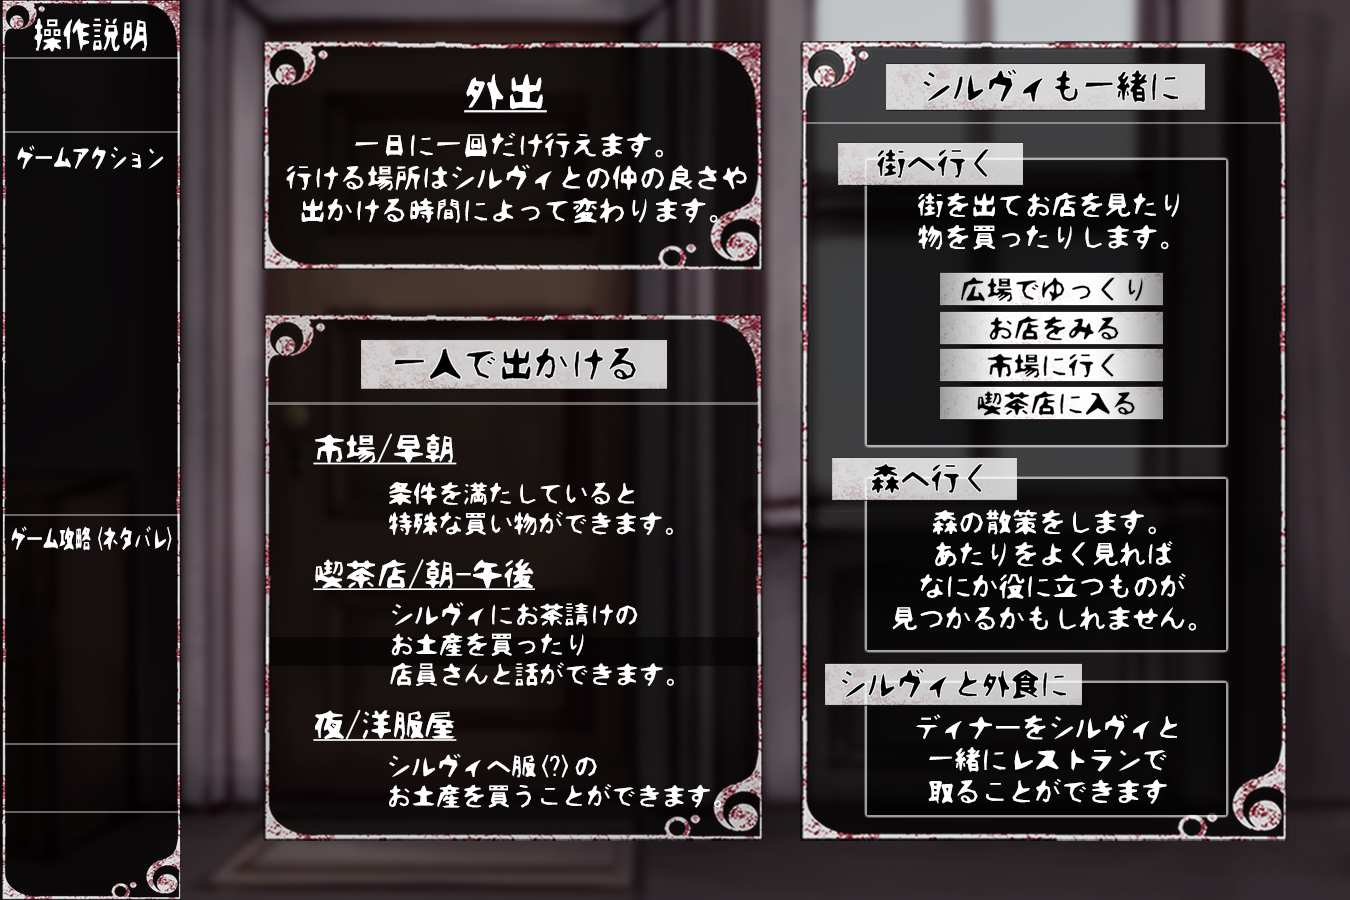 操作説明
ゲームアクション
ゲーム攻略(ネタバレ)
外出
一日に一回だけ行えます。
行ける場所はシルヴィとの仲の良さや
出かける時間によって変わります。
一人で出かける
市場/早朝
条件を満たしていると
特殊な買い物ができます。
喫茶店/朝-午後
シルヴィにお茶請けの
お土産を買ったり
店員さんと話ができます。
夜/洋服屋
シルヴィへ服(?)の
お土産を買うことができます
シルヴィも一緒に
街へ行く
街を出てお店を見たり
物を買ったりします。
広場でゆっくり
お店をみる
市場に行く
喫茶店に入る
森へ行く
森の散策をします。
あたりをよく見れば
なにか役に立つものが
見つかるかもしれません。
シルヴィと外食に
ディナーをシルヴィと
一緒にレストランで
取ることができます